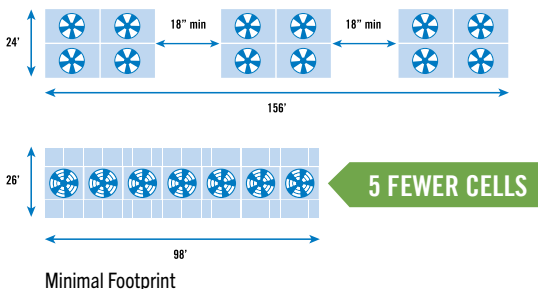 18” min
18” min
24’
156’
26’
5 FEWER CELLS
98’
Minimal Footprint